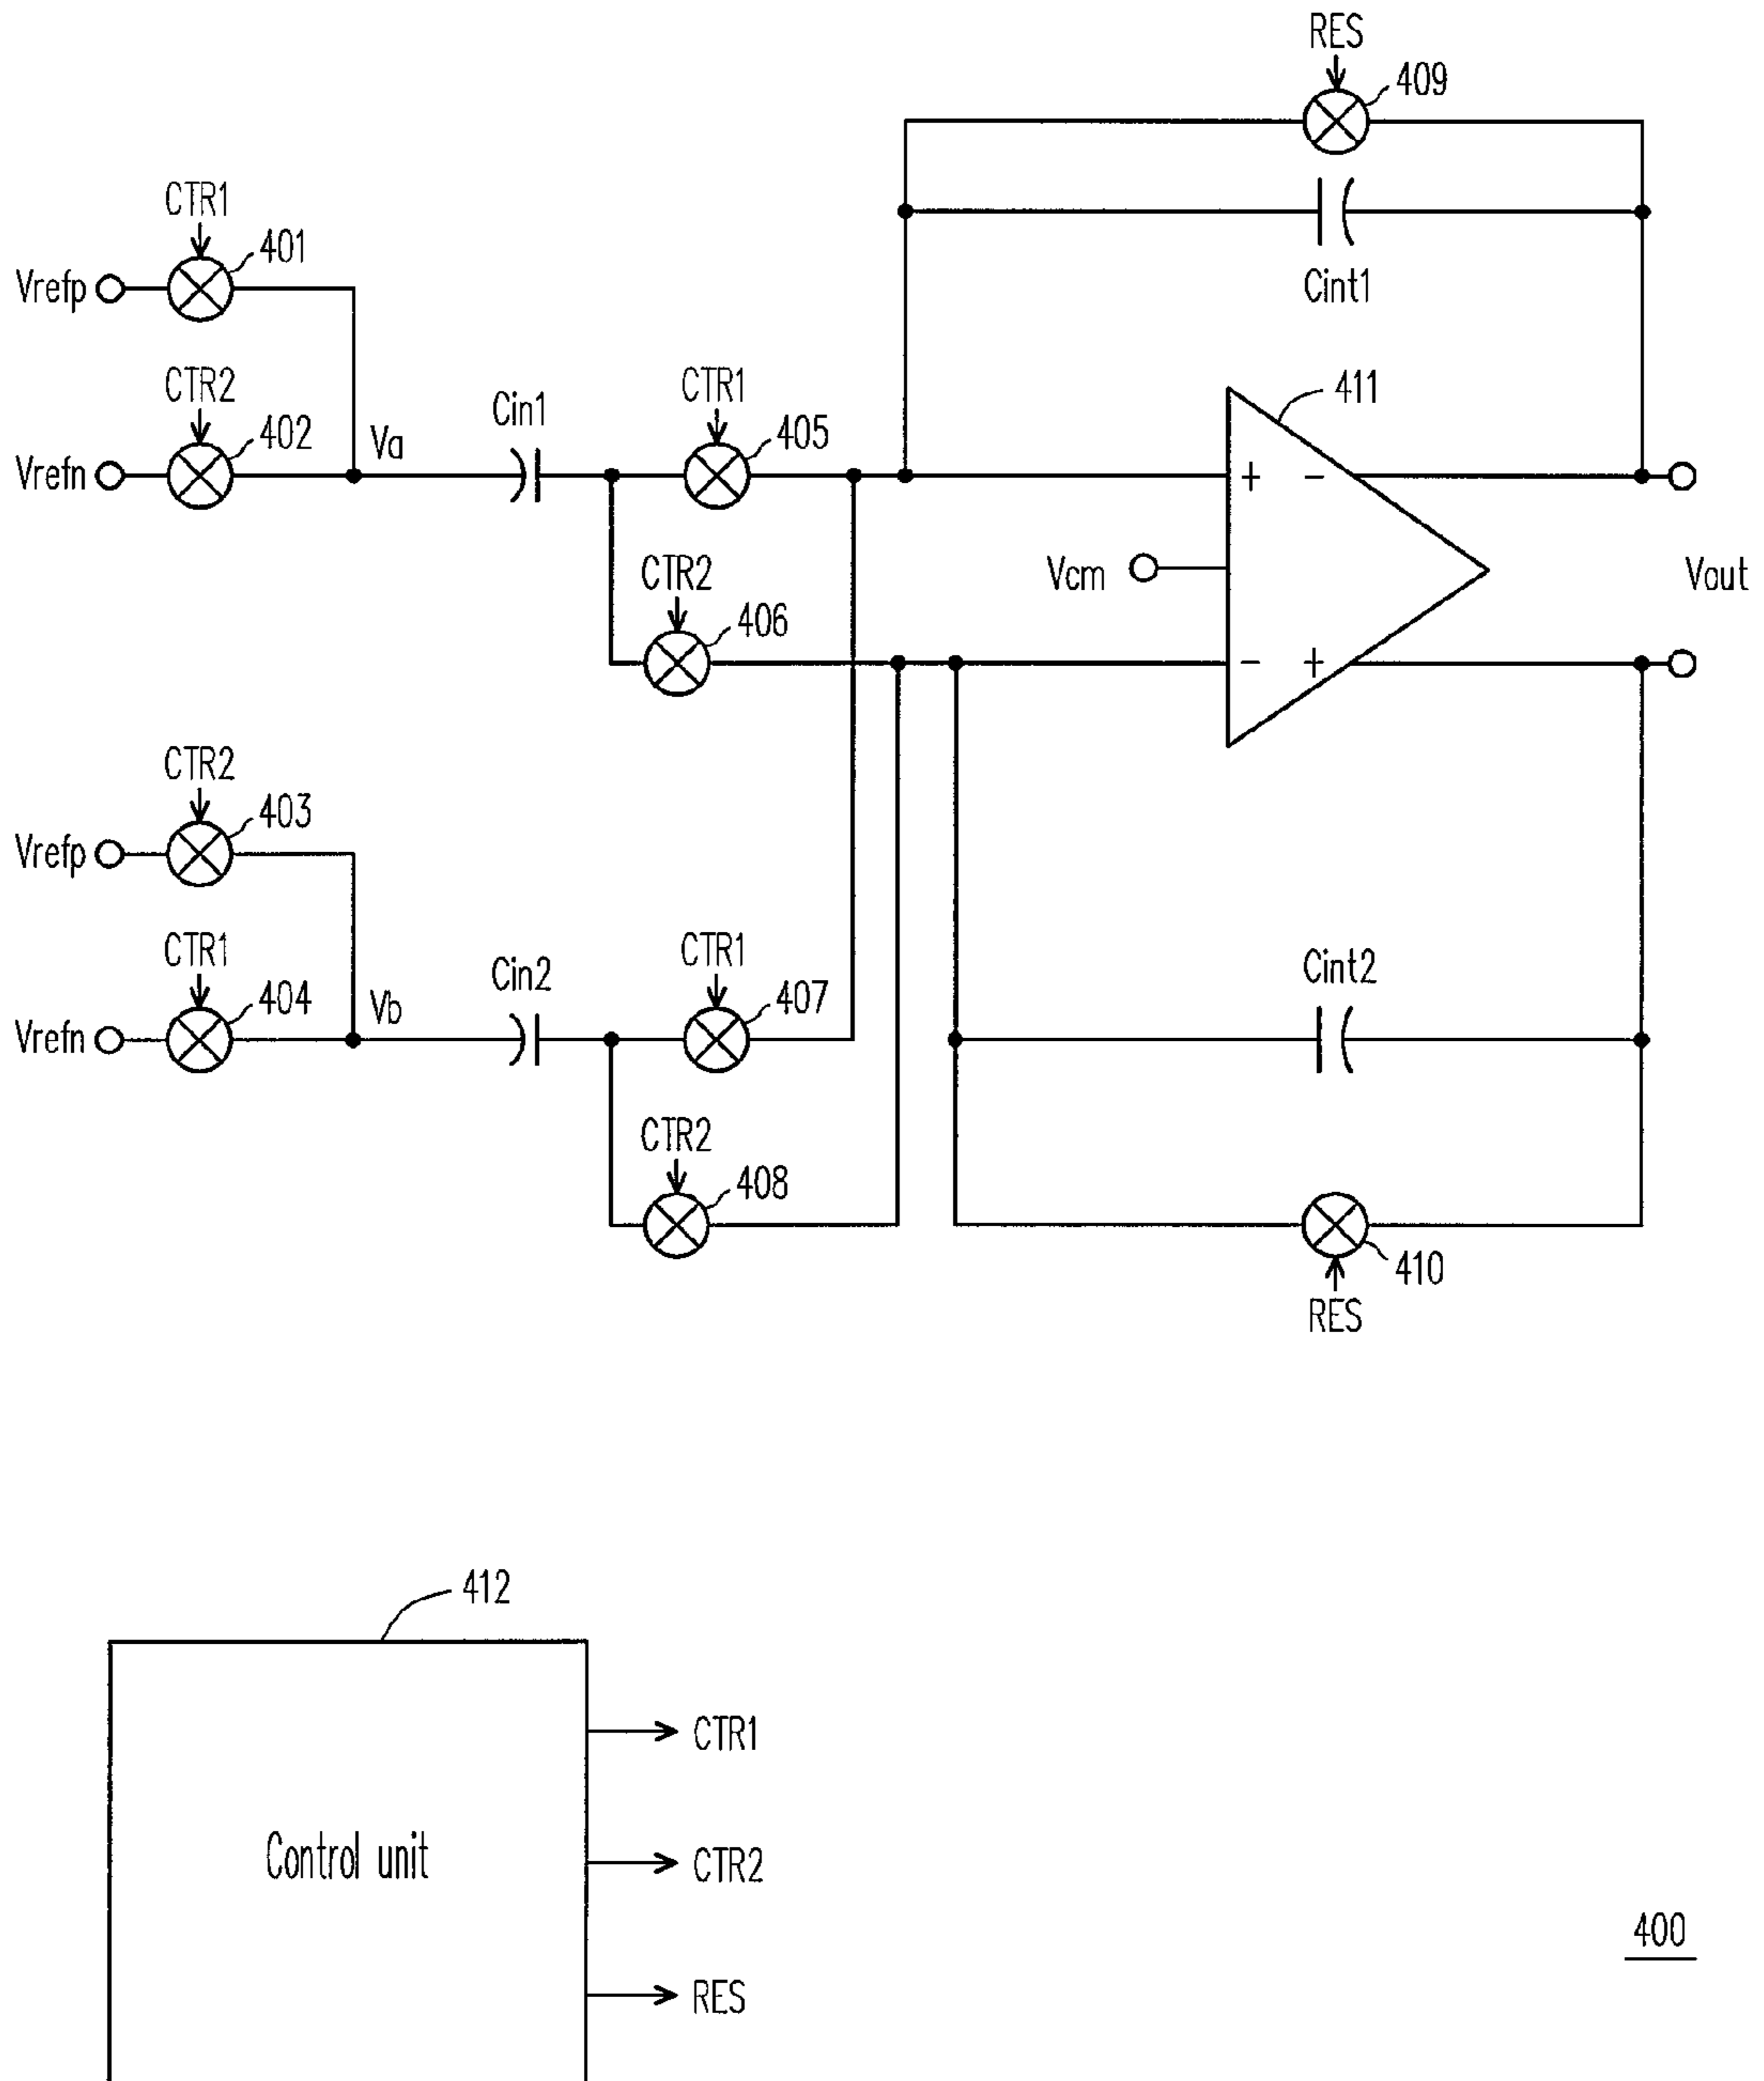 RES
409
CTR1
401
Vrefp
Cint1
CTR2
402
Vrefn
Va
Cin1
CTR1
405
411
+
−
Vcm
Vout
CTR2
406
−
+
CTR2
403
Vrefp
CTR1
404
Vrefn
Vb
Cin2
CTR1
407
Cint2
CTR2
408
410
RES
412
Control unit
CTR1
CTR2
RES
400